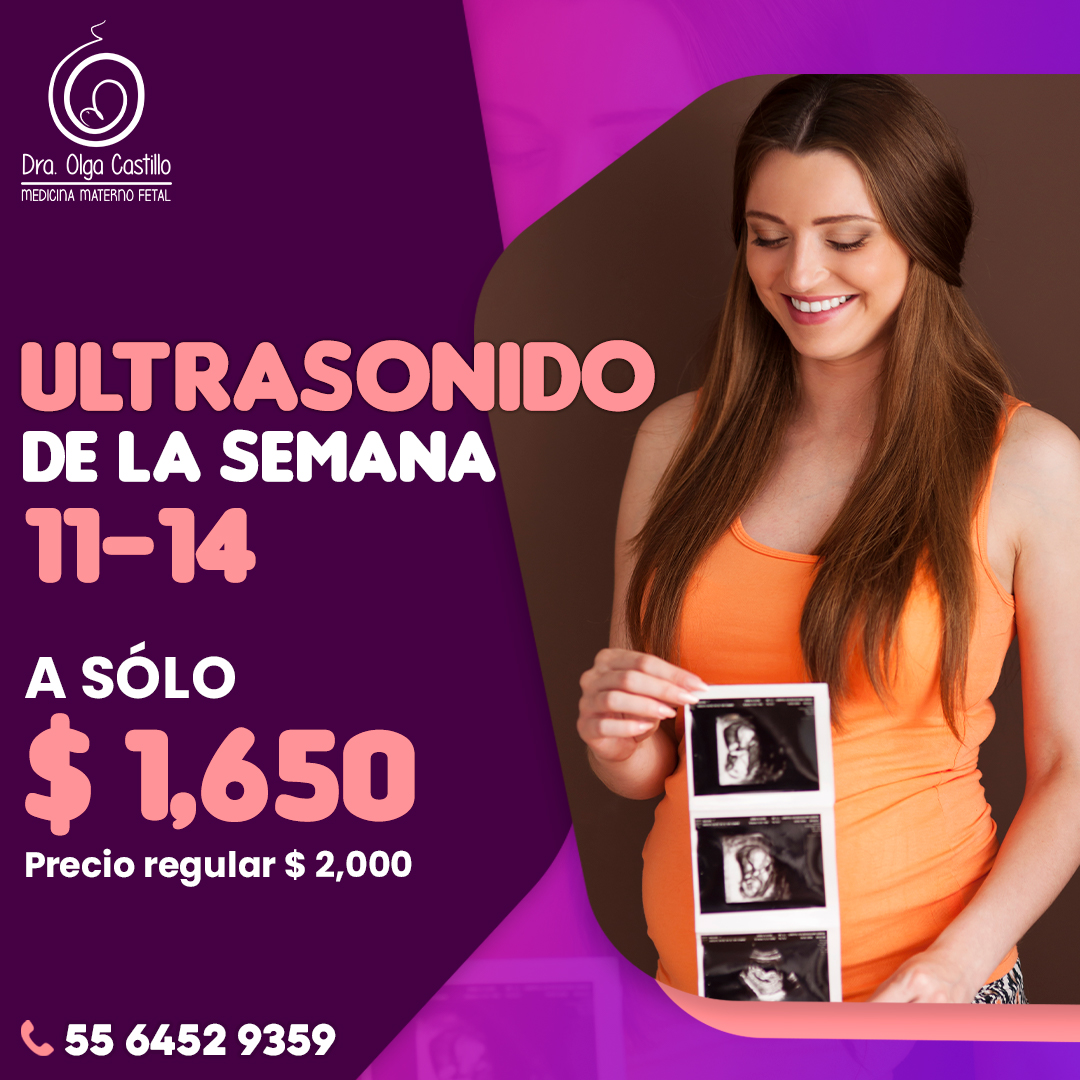 Dra. Olga Castillo
MEDICINA MATERNO FETAL
ULTRASONIDO
DE LA SEMANA
11-14
A SÓLO
$ 1,650
Precio regular $ 2,000
55 6452 9359